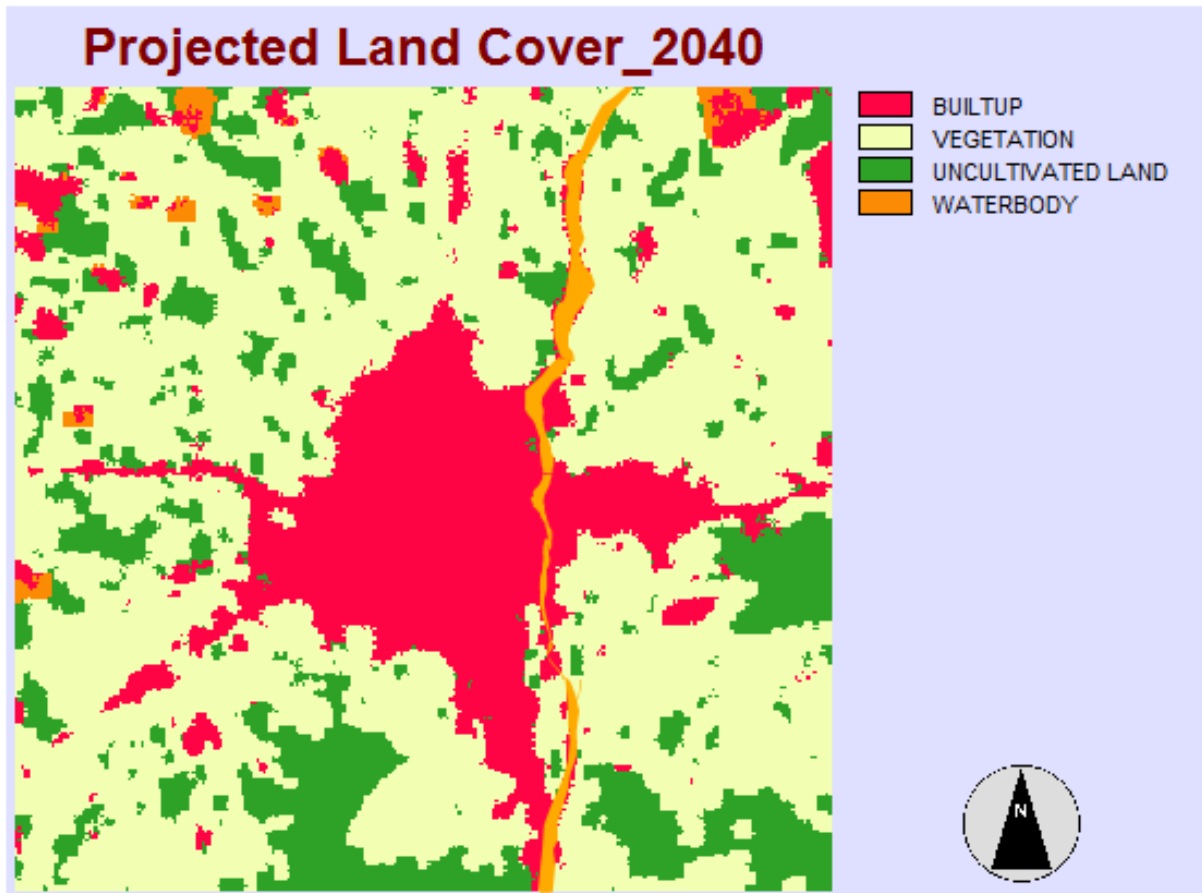 Projected Land Cover_2040
BUILTUP
VEGETATION
UNCULTIVATED LAND
WATERBODY
N